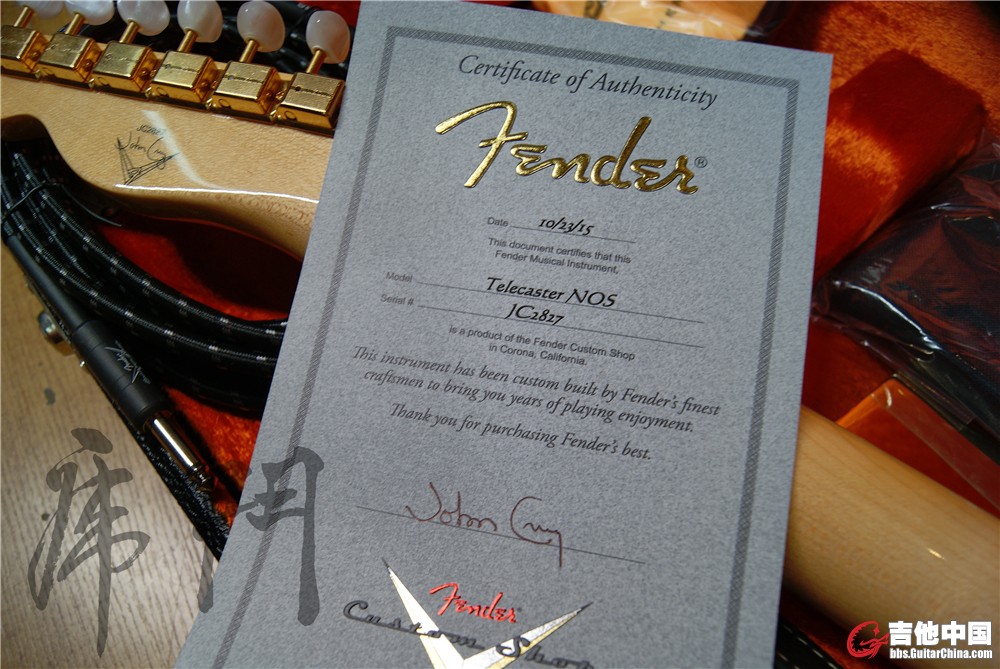 Certificate of Authenticity
Fender®
Date 10/23/15
This document certifies that this
Fender Musical Instrument,
Model Telecaster NOS
Serial # JC2827
is a product of the Fender Custom Shop
in Corona, California.
This instrument has been custom built by Fender's finest
craftsmen to bring you years of playing enjoyment.
Thank you for purchasing Fender's best.
John Cruz
Fender®
Custom Shop
John Cruz
吉他中国
bbs.GuitarChina.com